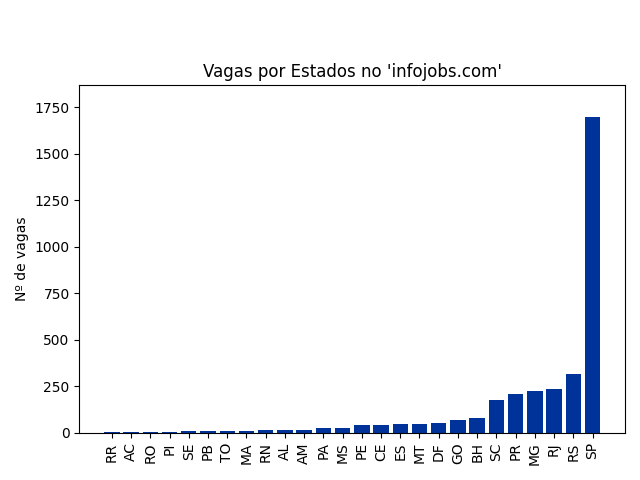 Vagas por Estados no 'infojobs.com'
Nº de vagas
1750
1500
1250
1000
750
500
250
0
RR AC RO PI SE PB TO MA RN AL AM PA MS PE CE ES MT DF GO BH SC PR MG RJ RS SP